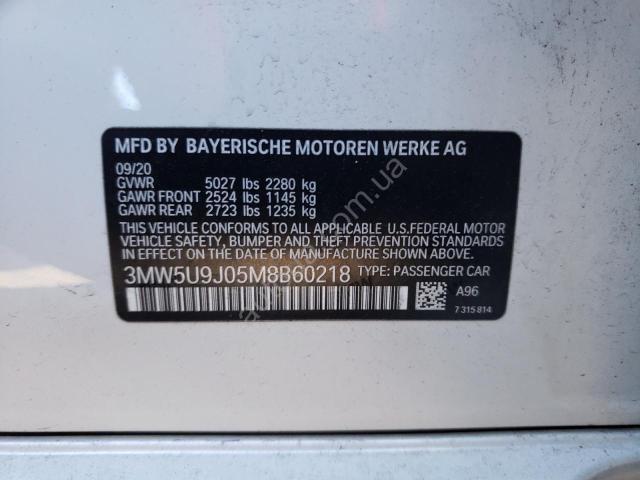 MFD BY BAYERISCHE MOTOREN WERKE AG
09/20
GVWR 5027 lbs 2280 kg
GAWR FRONT 2524 lbs 1145 kg
GAWR REAR 2723 lbs 1235 kg
THIS VEHICLE CONFORMS TO ALL APPLICABLE U.S.FEDERAL MOTOR
VEHICLE SAFETY, BUMPER AND THEFT PREVENTION STANDARDS
IN EFFECT ON THE DATE OF MANUFACTURE SHOWN ABOVE.
3MW5U9J05M8B60218 TYPE: PASSENGER CAR
A96
7 315 814